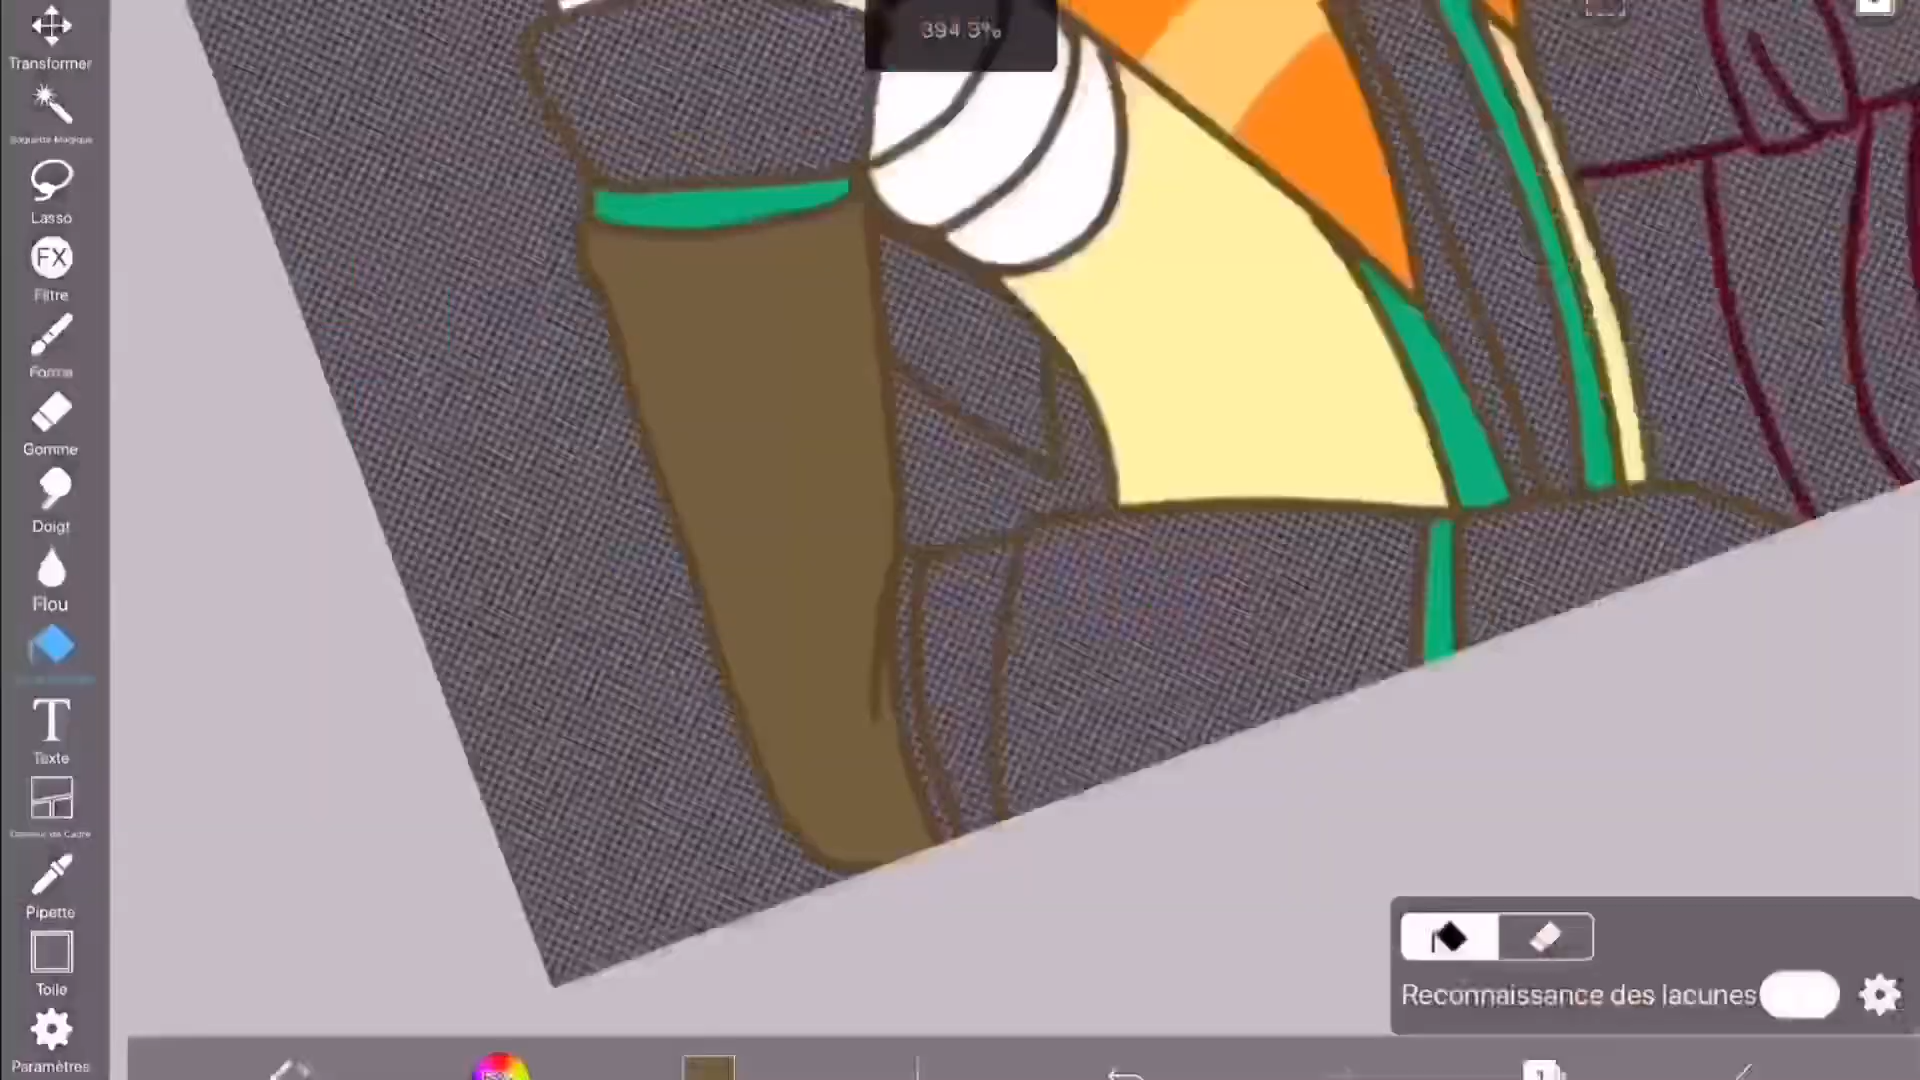 394 3%
Transformer
Baguette Magique
Lasso
FX
Filtre
Forme
Gomme
Doigt
Flou
T
Texte
Pipette
Toile
Paramètres
Reconnaissance des lacunes
1